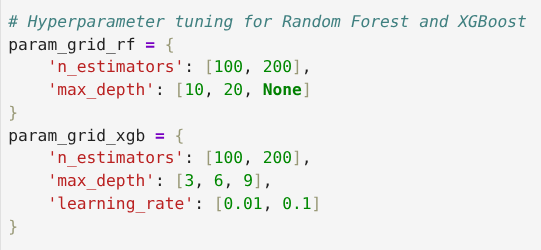 # Hyperparameter tuning for Random Forest and XGBoost
param_grid_rf = {
    'n_estimators': [100, 200],
    'max_depth': [10, 20, None]
}
param_grid_xgb = {
    'n_estimators': [100, 200],
    'max_depth': [3, 6, 9],
    'learning_rate': [0.01, 0.1]
}